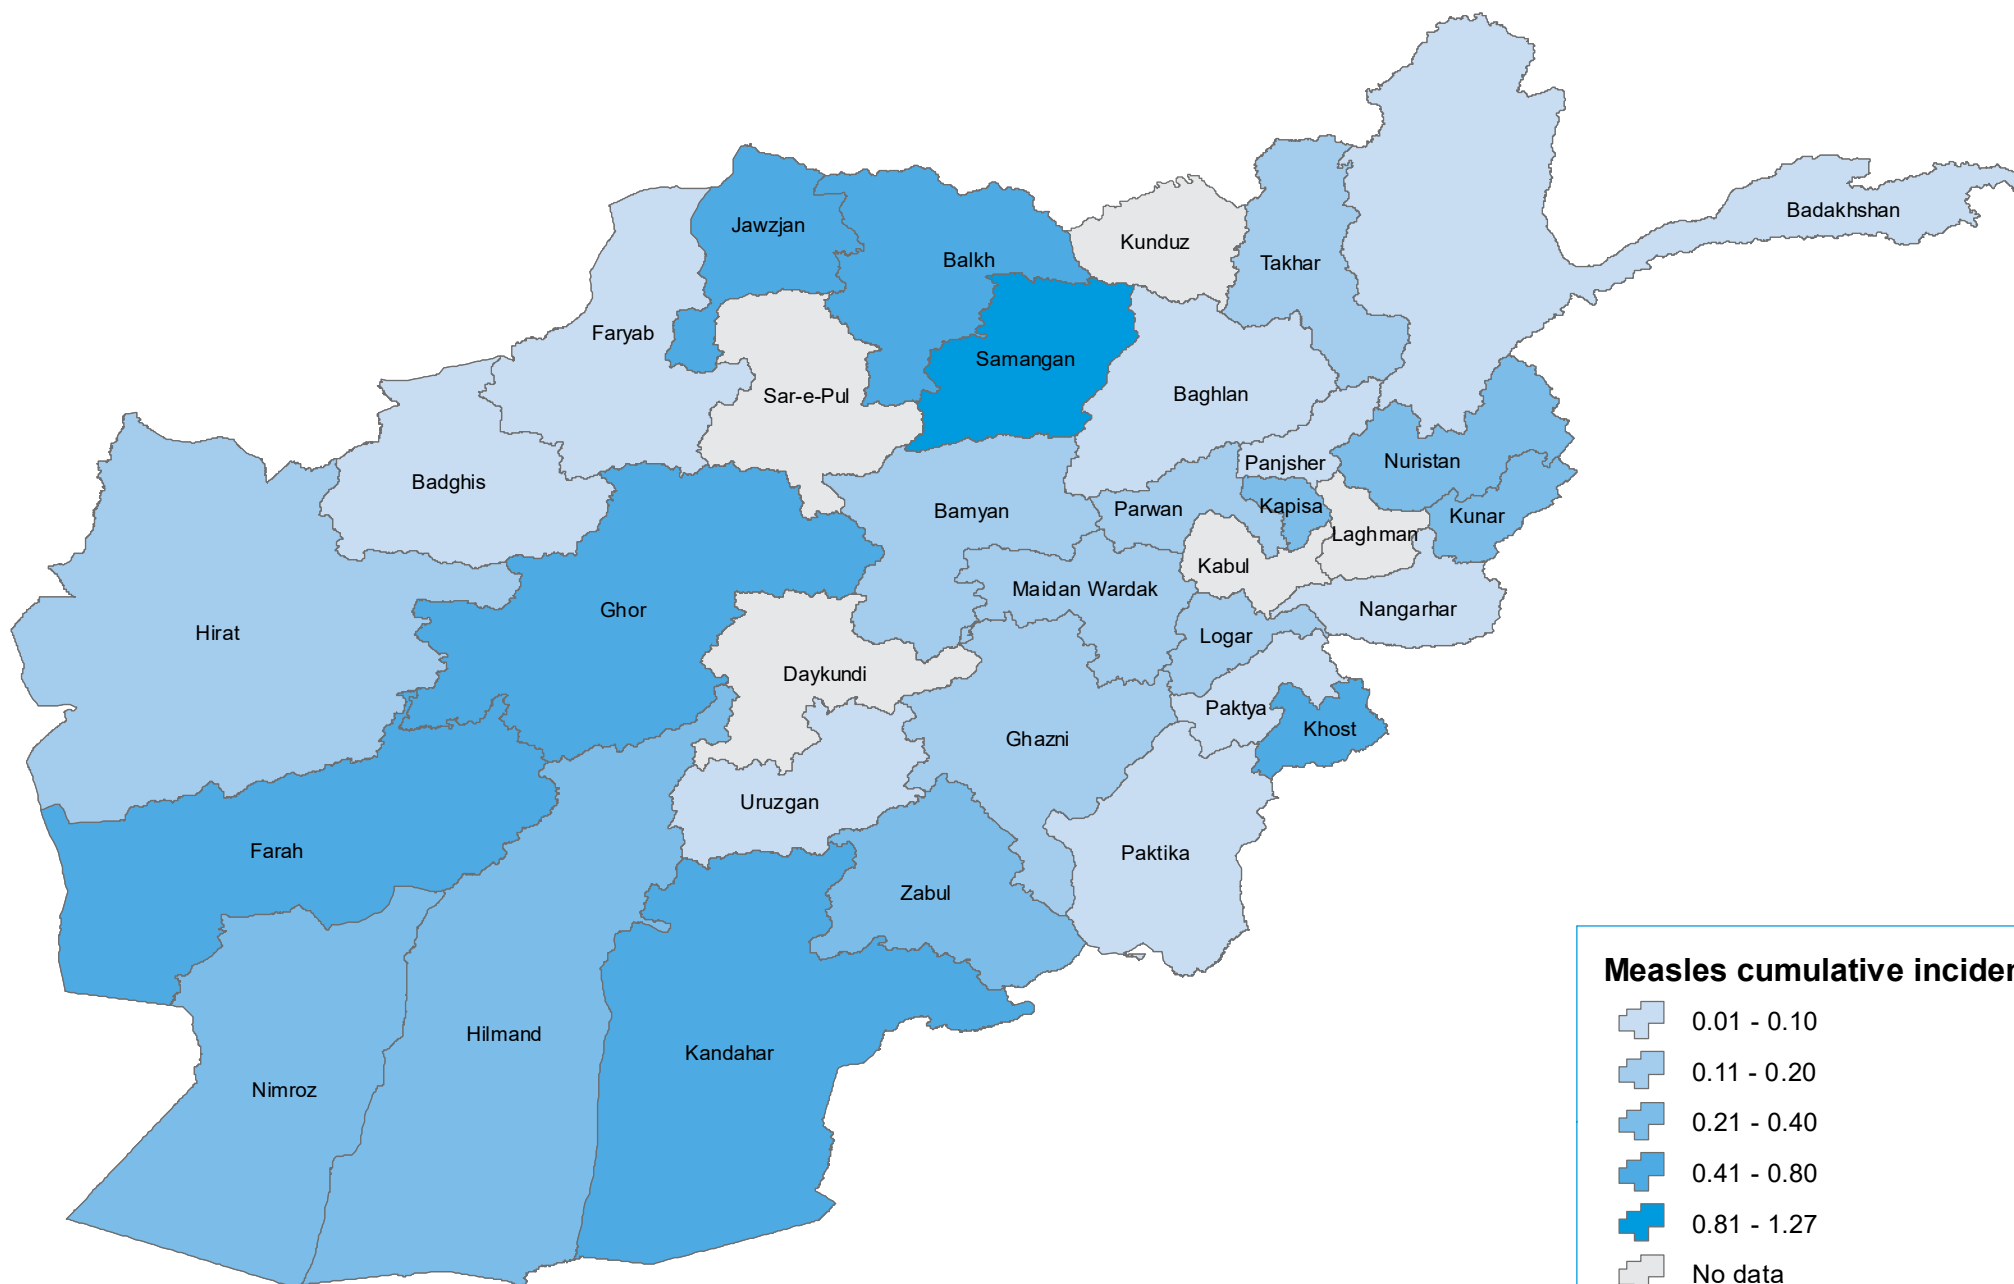 Badakhshan
Jawzjan
Kunduz
Balkh
Takhar
Faryab
Samangan
Sar-e-Pul
Baghlan
Badghis
Panjsher
Nuristan
Bamyan
Parwan
Kapisa
Kunar
Laghman
Kabul
Maidan Wardak
Ghor
Nangarhar
Hirat
Logar
Daykundi
Paktya
Khost
Ghazni
Uruzgan
Farah
Paktika
Zabul
Hilmand
Kandahar
Nimroz
Measles cumulative inciden
0.01 - 0.10
0.11 - 0.20
0.21 - 0.40
0.41 - 0.80
0.81 - 1.27
No data